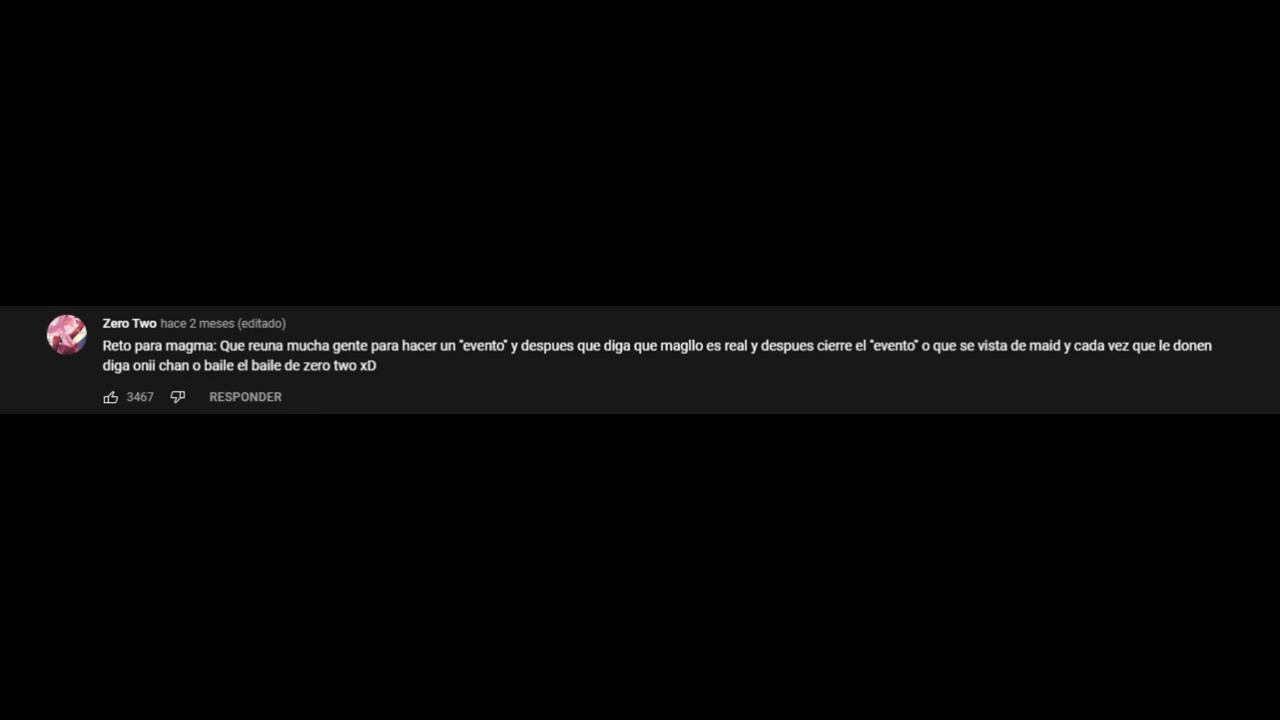 Zero Two hace 2 meses (editado)
Reto para magma: Que reuna mucha gente para hacer un "evento" y despues que diga que magllo es real y despues cierre el "evento" o que se vista de maid y cada vez que le donen
diga onii chan o baile el baile de zero two xD
3467 RESPONDER